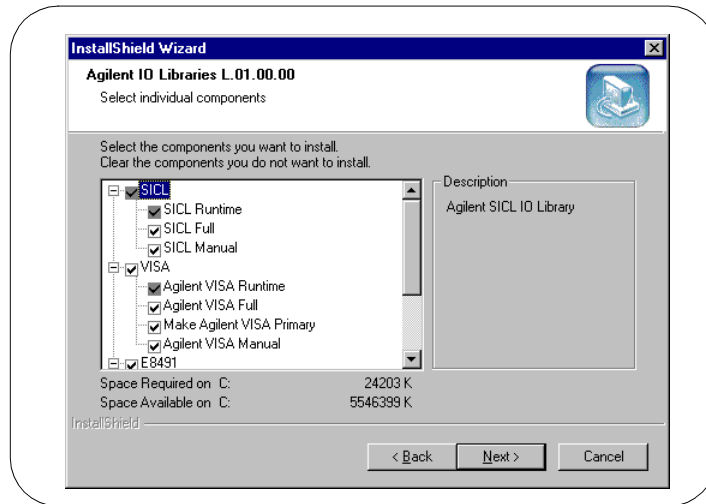 InstallShield Wizard
Agilent IO Libraries L.01.00.00
Select individual components
Select the components you want to install.
Clear the components you do not want to install.
SICL
SICL Runtime
SICL Full
SICL Manual
VISA
Agilent VISA Runtime
Agilent VISA Full
Make Agilent VISA Primary
Agilent VISA Manual
E8491
Description
Agilent SICL IO Library
Space Required on C: 24203 K
Space Available on C: 5546399 K
InstallShield
< Back Next > Cancel